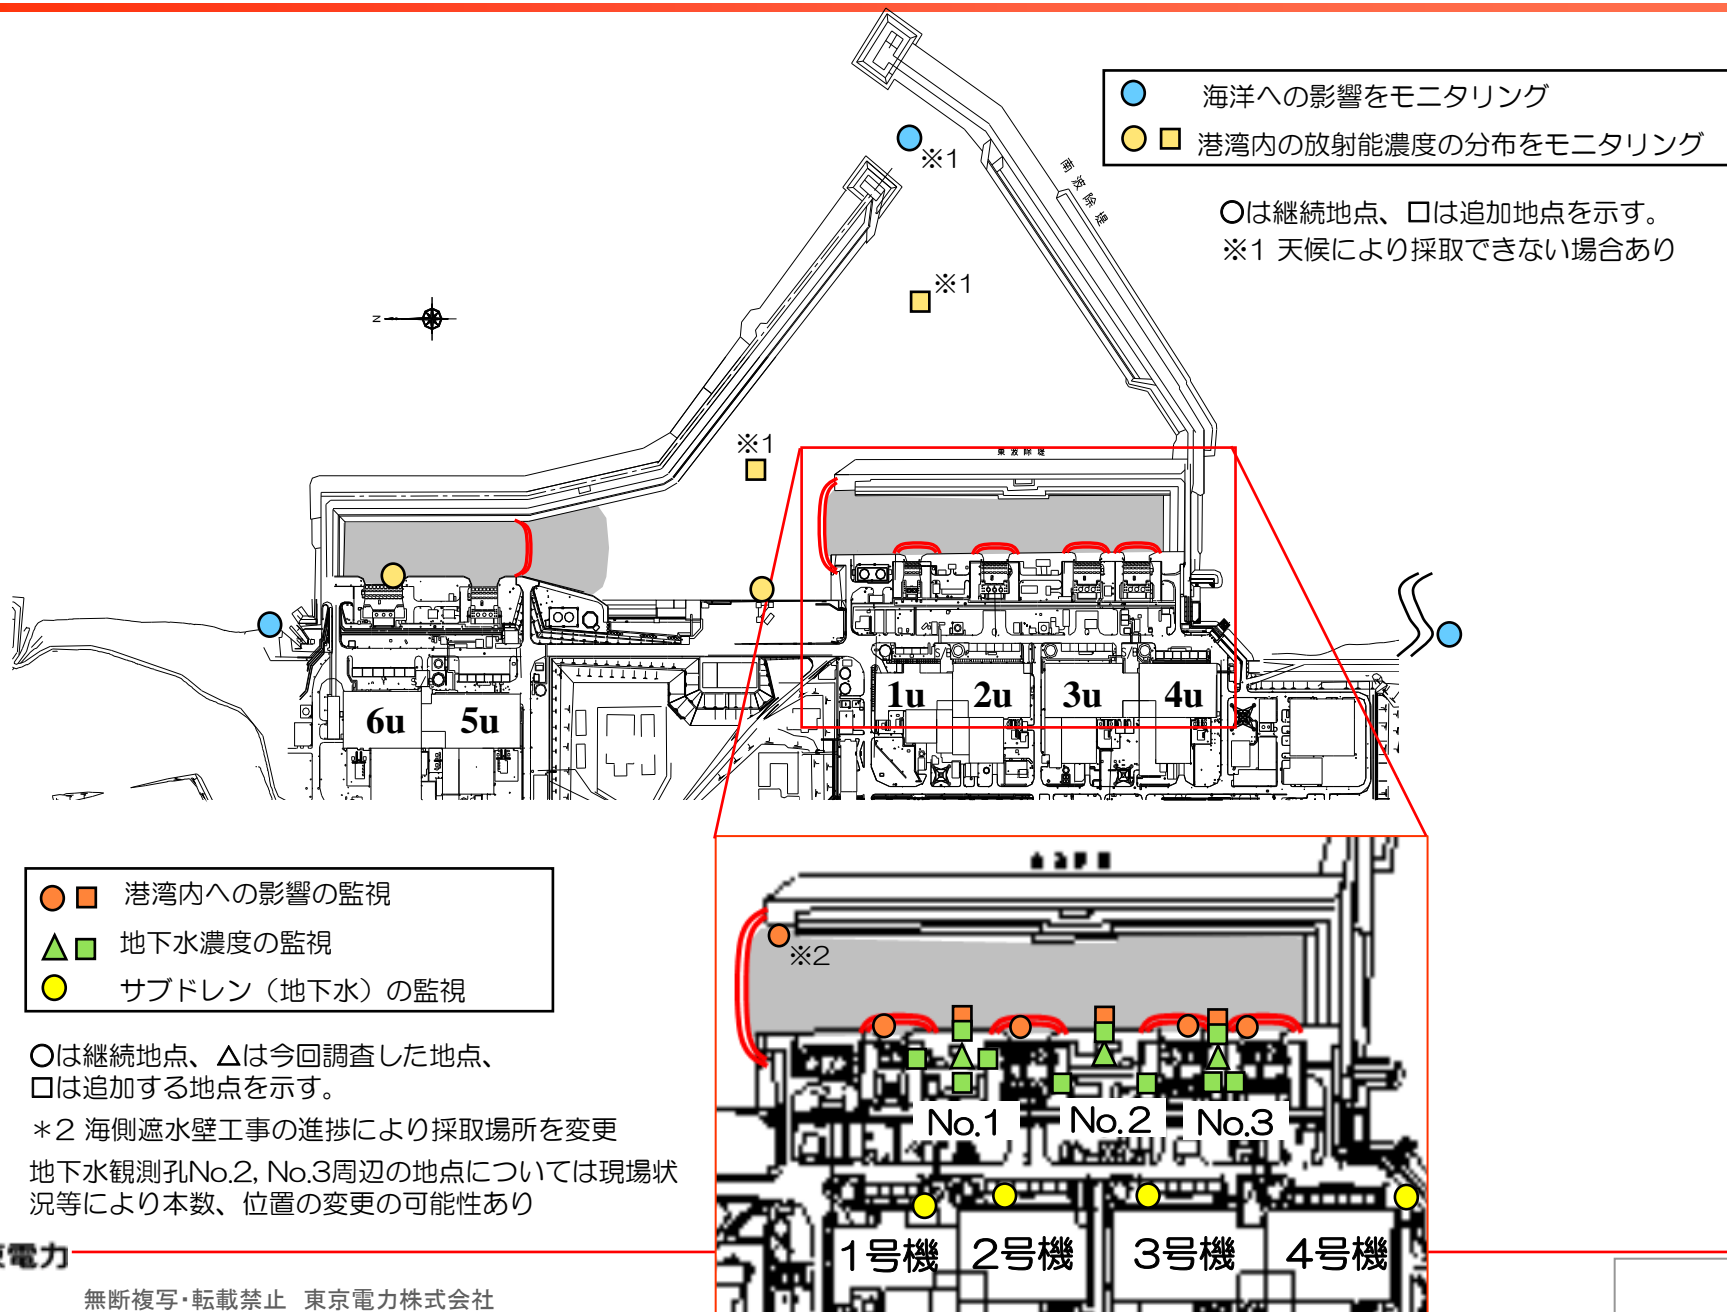 海洋への影響をモニタリング
港湾内の放射能濃度の分布をモニタリング
○は継続地点、□は追加地点を示す。
※1 天候により採取できない場合あり
※1
南波除堤
※1
N
※1
東波除堤
6u 5u
1u 2u 3u 4u
港湾内への影響の監視
地下水濃度の監視
サブドレン（地下水）の監視
○は継続地点、△は今回調査した地点、
□は追加する地点を示す。
＊2 海側遮水壁工事の進捗により採取場所を変更
地下水観測孔No.2, No.3周辺の地点については現場状
況等により本数、位置の変更の可能性あり
※2
No.1 No.2 No.3
1号機 2号機 3号機 4号機
電力
無断複写・転載禁止 東京電力株式会社